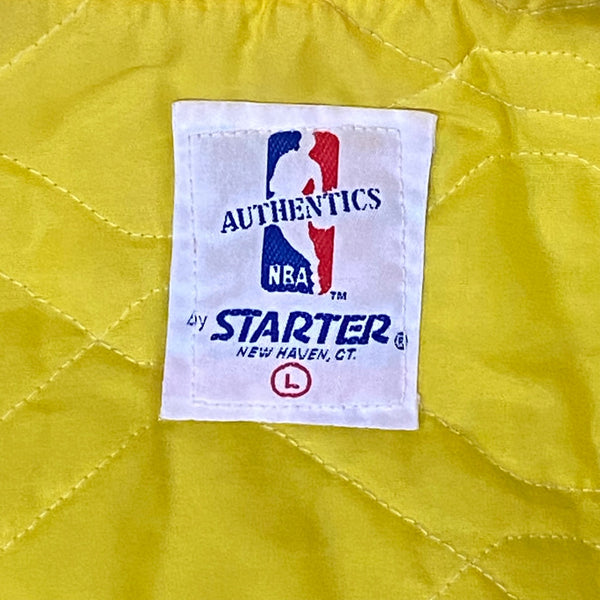 AUTHENTICS
NBA
TM
by STARTER®
NEW HAVEN, CT.
L